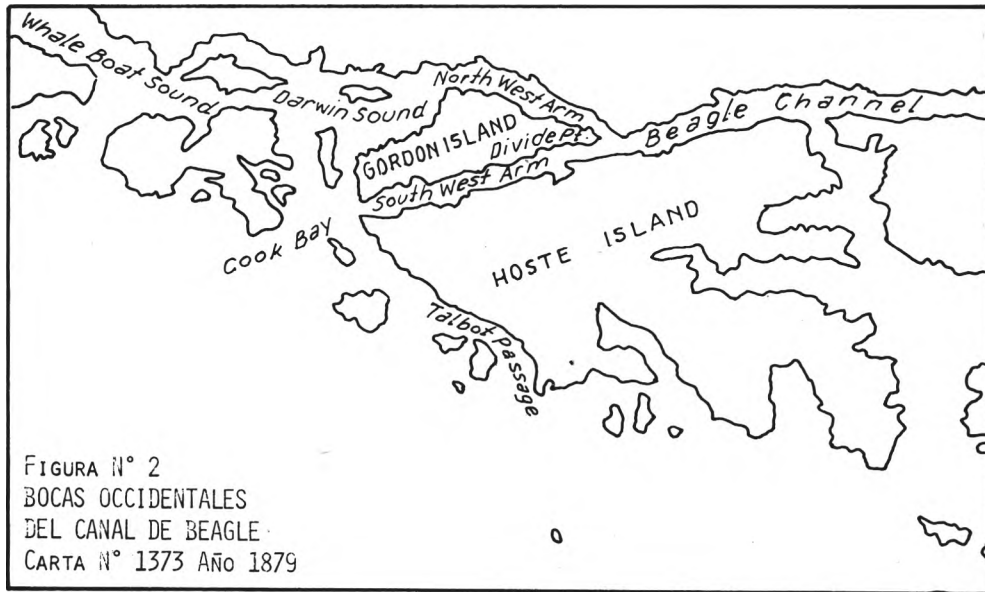 Whale Boat Sound
Darwin Sound
North West Arm
Beagle Channel
GORDON ISLAND
Divide Pt.
South West Arm
Cook Bay
HOSTE ISLAND
Talbot Passage
FIGURA N° 2
BOCAS OCCIDENTALES
DEL CANAL DE BEAGLE
CARTA N° 1373 AÑO 1879